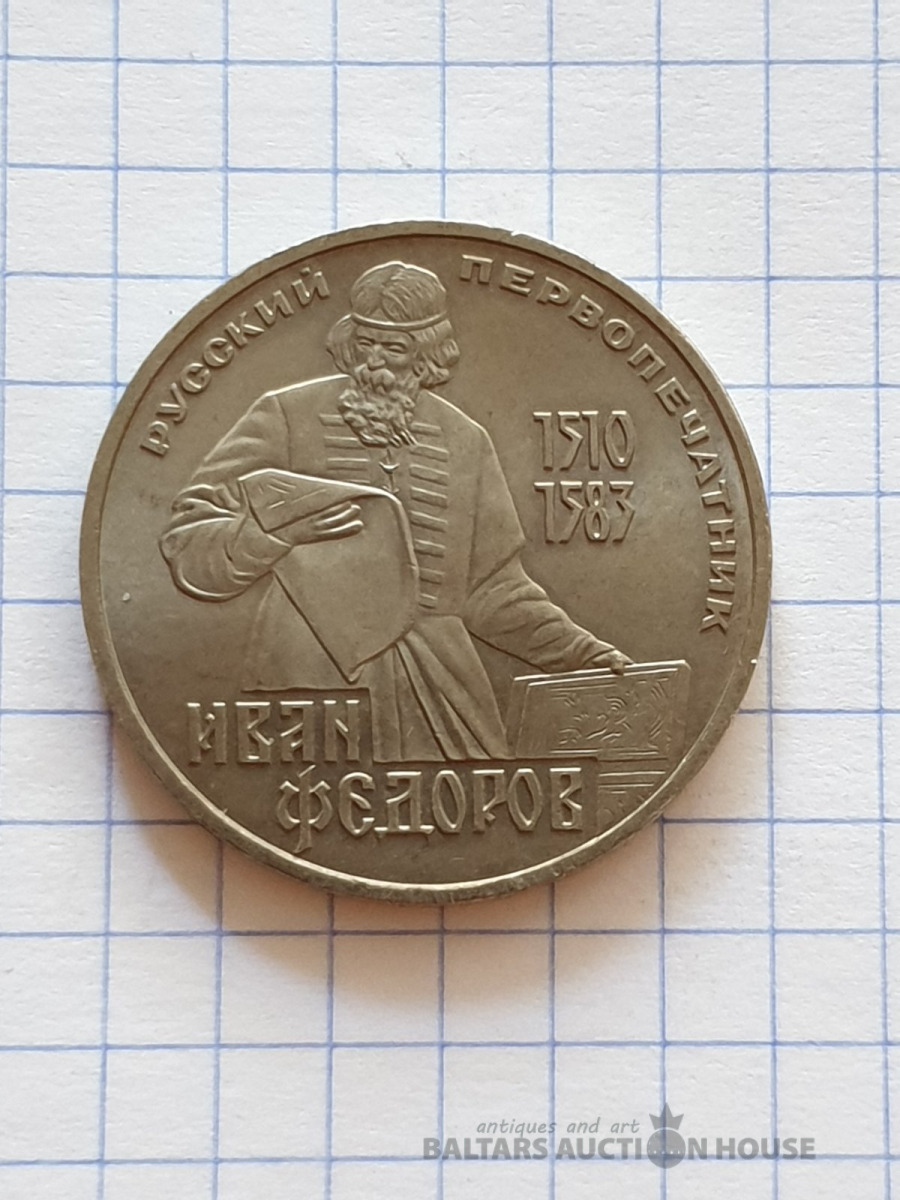 РУССКИЙ ПЕРВОПЕЧАТНИК
1510
1583
ИВАН
ФЕДОРОВ
antiques and art
BALTARS AUCTION HOUSE